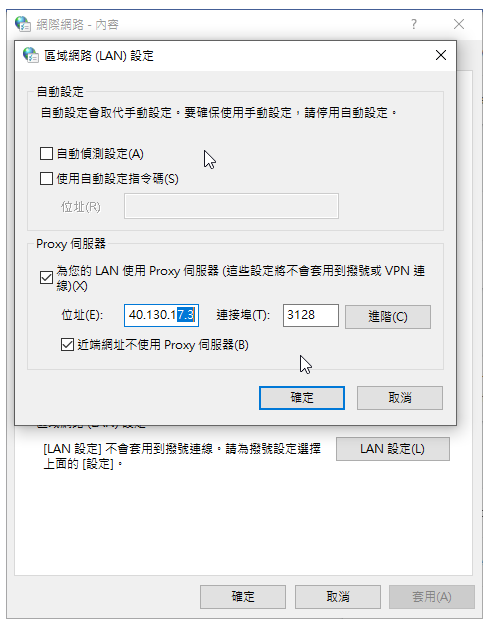 網際網路 - 內容
區域網路 (LAN) 設定
自動設定
自動設定會取代手動設定。要確保使用手動設定，請停用自動設定。
自動偵測設定(A)
使用自動設定指令碼(S)
位址(R)
Proxy 伺服器
為您的 LAN 使用 Proxy 伺服器 (這些設定將不會套用到撥號或 VPN 連
線)(X)
位址(E): 40.130.17.3 連接埠(T): 3128 進階(C)
近端網址不使用 Proxy 伺服器(B)
確定 取消
區域網路 (LAN) 設定
[LAN 設定] 不會套用到撥號連線。請為撥號設定選擇 LAN 設定(L)
上面的 [設定]。
確定 取消 套用(A)